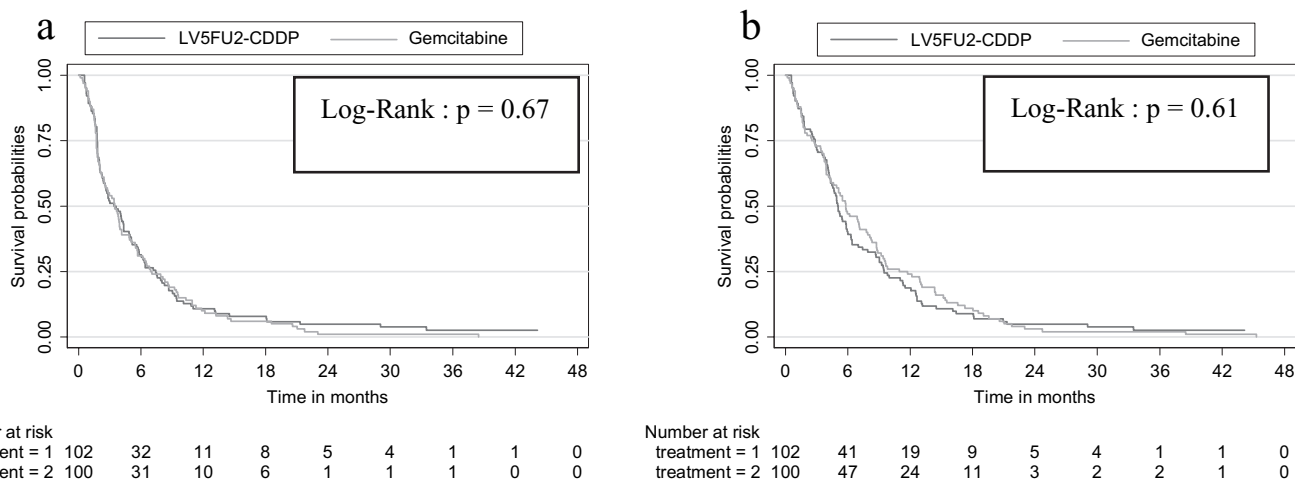 a
LV5FU2-CDDP Gemcitabine
Log-Rank : p = 0.67
Survival probabilities
1.00
0.75
0.50
0.25
0.00
0 6 12 18 24 30 36 42 48
Time in months
r at risk
ment = 1 102 32 11 8 5 4 1 1 0
ment = 2 100 31 10 6 1 1 1 0 0
b
LV5FU2-CDDP Gemcitabine
Log-Rank : p = 0.61
Survival probabilities
1.00
0.75
0.50
0.25
0.00
0 6 12 18 24 30 36 42 48
Time in months
Number at risk
treatment = 1 102 41 19 9 5 4 1 1 0
treatment = 2 100 47 24 11 3 2 2 1 0